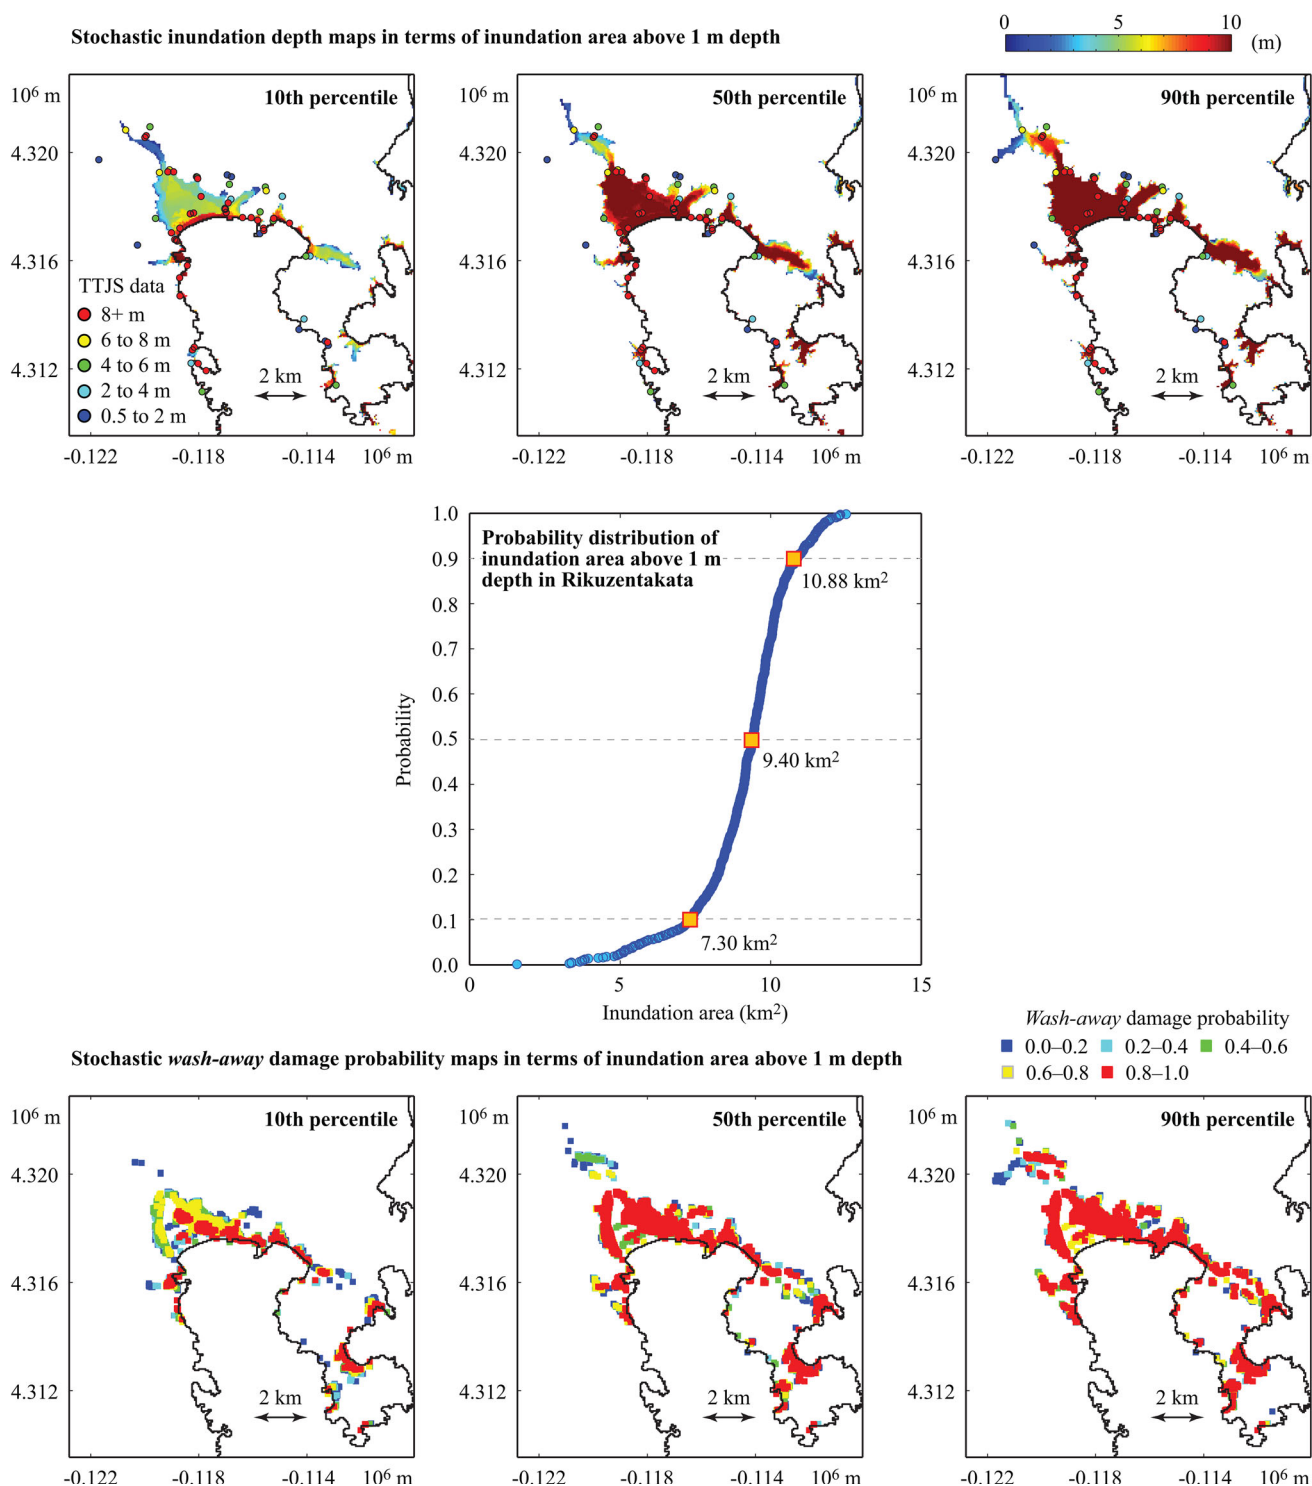 Stochastic inundation depth maps in terms of inundation area above 1 m depth
0 5 10
(m)
10⁶ m
10th percentile
4.320
4.316
4.312
TTJS data
8+ m
6 to 8 m
4 to 6 m
2 to 4 m
0.5 to 2 m
2 km
-0.122 -0.118 -0.114 10⁶ m
10⁶ m
50th percentile
4.320
4.316
4.312
2 km
-0.122 -0.118 -0.114 10⁶ m
10⁶ m
90th percentile
4.320
4.316
4.312
2 km
-0.122 -0.118 -0.114 10⁶ m
Probability distribution of
inundation area above 1 m
depth in Rikuzentakata
1.0
0.9
0.8
0.7
0.6
0.5
0.4
0.3
0.2
0.1
0.0
Probability
10.88 km²
9.40 km²
7.30 km²
0 5 10 15
Inundation area (km²)
Wash-away damage probability
0.0–0.2 0.2–0.4 0.4–0.6
0.6–0.8 0.8–1.0
Stochastic wash-away damage probability maps in terms of inundation area above 1 m depth
10⁶ m
10th percentile
4.320
4.316
4.312
2 km
-0.122 -0.118 -0.114 10⁶ m
10⁶ m
50th percentile
4.320
4.316
4.312
2 km
-0.122 -0.118 -0.114 10⁶ m
10⁶ m
90th percentile
4.320
4.316
4.312
2 km
-0.122 -0.118 -0.114 10⁶ m